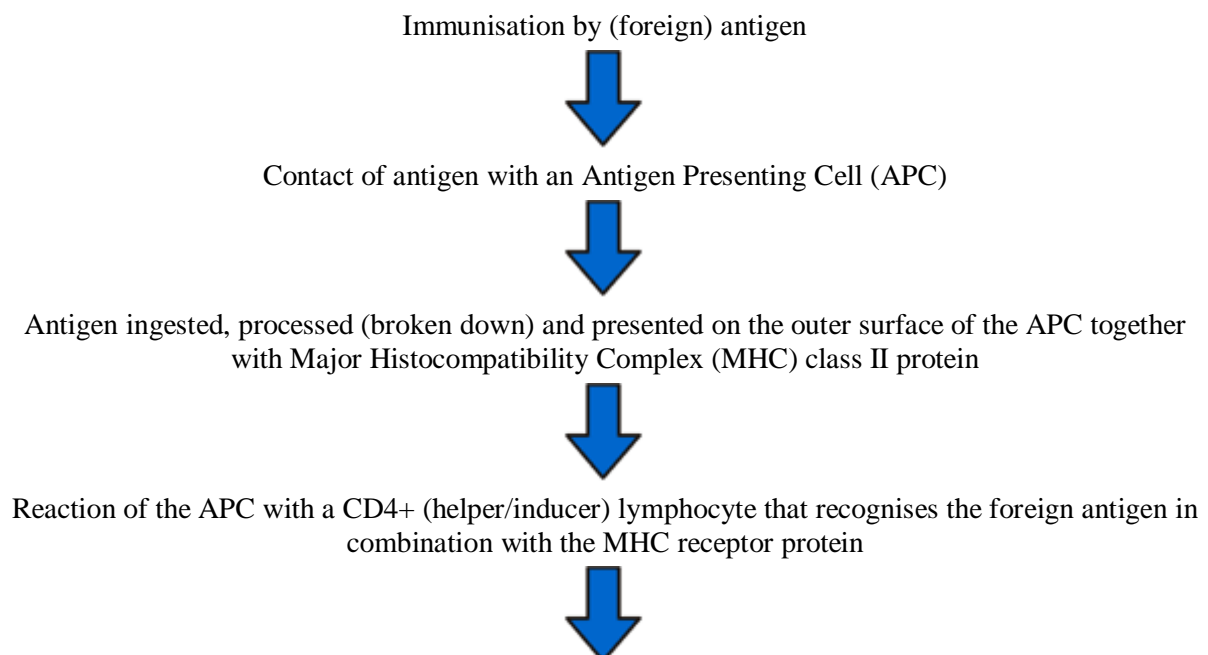 Immunisation by (foreign) antigen
Contact of antigen with an Antigen Presenting Cell (APC)
Antigen ingested, processed (broken down) and presented on the outer surface of the APC together
with Major Histocompatibility Complex (MHC) class II protein
Reaction of the APC with a CD4+ (helper/inducer) lymphocyte that recognises the foreign antigen in
combination with the MHC receptor protein